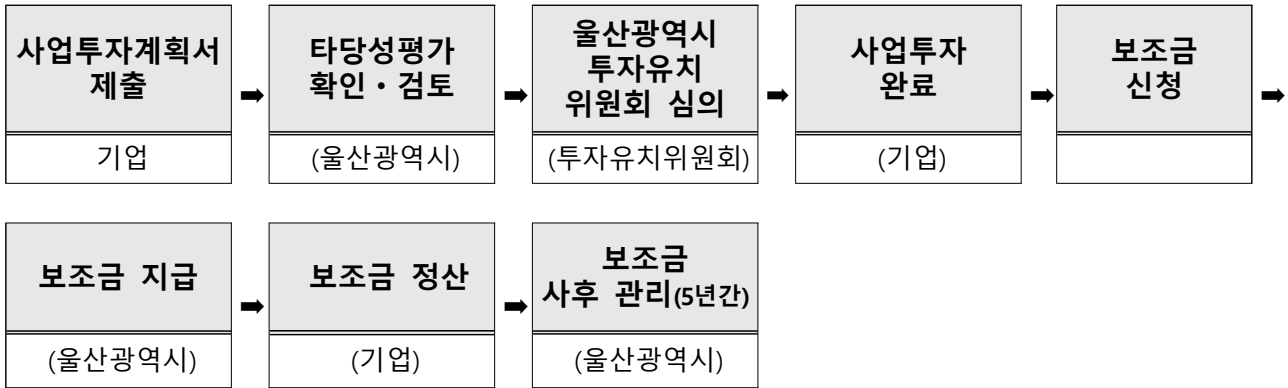 사업투자계획서
제출
기업
➡
타당성평가
확인・검토
(울산광역시)
➡
울산광역시
투자유치
위원회 심의
(투자유치위원회)
➡
사업투자
완료
(기업)
➡
보조금
신청
➡
보조금 지급
(울산광역시)
➡
보조금 정산
(기업)
➡
보조금
사후 관리(5년간)
(울산광역시)